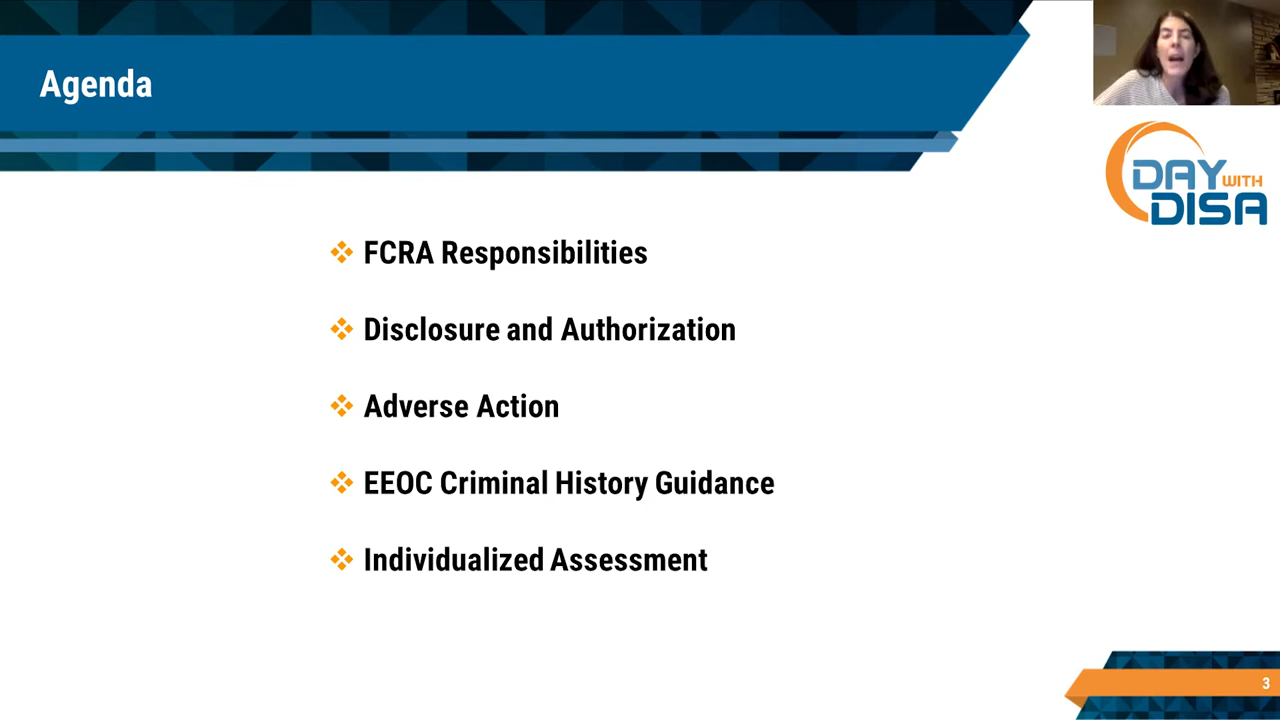 Agenda
DAY WITH
DISA
FCRA Responsibilities
Disclosure and Authorization
Adverse Action
EEOC Criminal History Guidance
Individualized Assessment
3